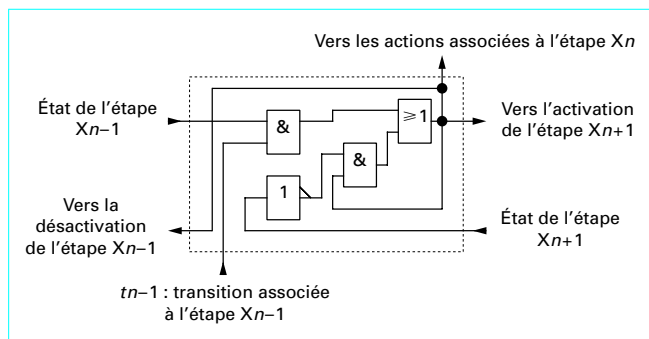 Vers les actions associées à l'étape Xn
État de l'étape
Xn–1
&
≥1
Vers l'activation
de l'étape Xn+1
&
1
Vers la
désactivation
de l'étape Xn–1
État de l'étape
Xn+1
tn–1 : transition associée
à l'étape Xn–1